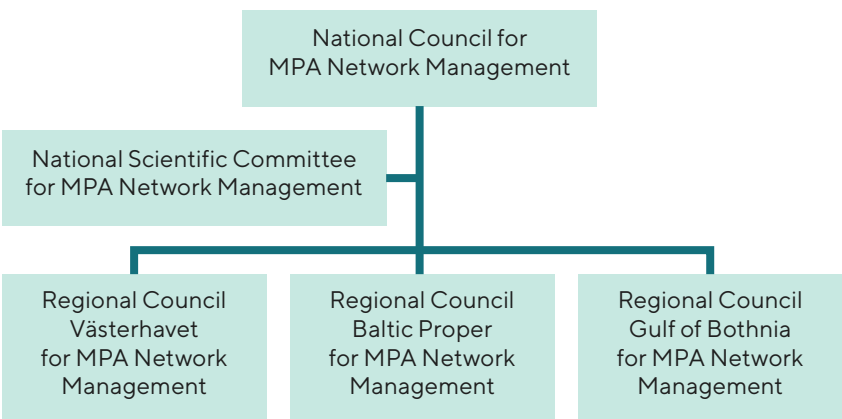 National Council for
MPA Network Management
National Scientific Committee
for MPA Network Management
Regional Council
Västerhavet
for MPA Network
Management
Regional Council
Baltic Proper
for MPA Network
Management
Regional Council
Gulf of Bothnia
for MPA Network
Management